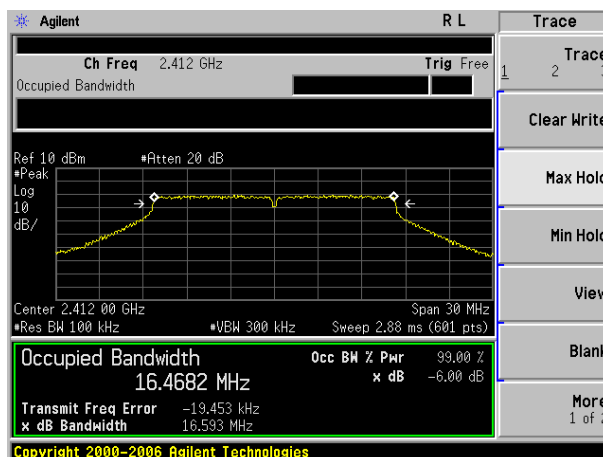 Agilent R L Trace
Ch Freq 2.412 GHz Trig Free
Occupied Bandwidth
Trace
1 2
Clear Write
Max Hold
Min Hold
View
Blank
More
1 of 2
Ref 10 dBm #Atten 20 dB
#Peak
Log
10
dB/
Center 2.412 00 GHz Span 30 MHz
#Res BW 100 kHz #VBW 300 kHz Sweep 2.88 ms (601 pts)
Occupied Bandwidth Occ BW % Pwr 99.00 %
16.4682 MHz x dB -6.00 dB
Transmit Freq Error -19.453 kHz
x dB Bandwidth 16.593 MHz
Copyright 2000-2006 Agilent Technologies